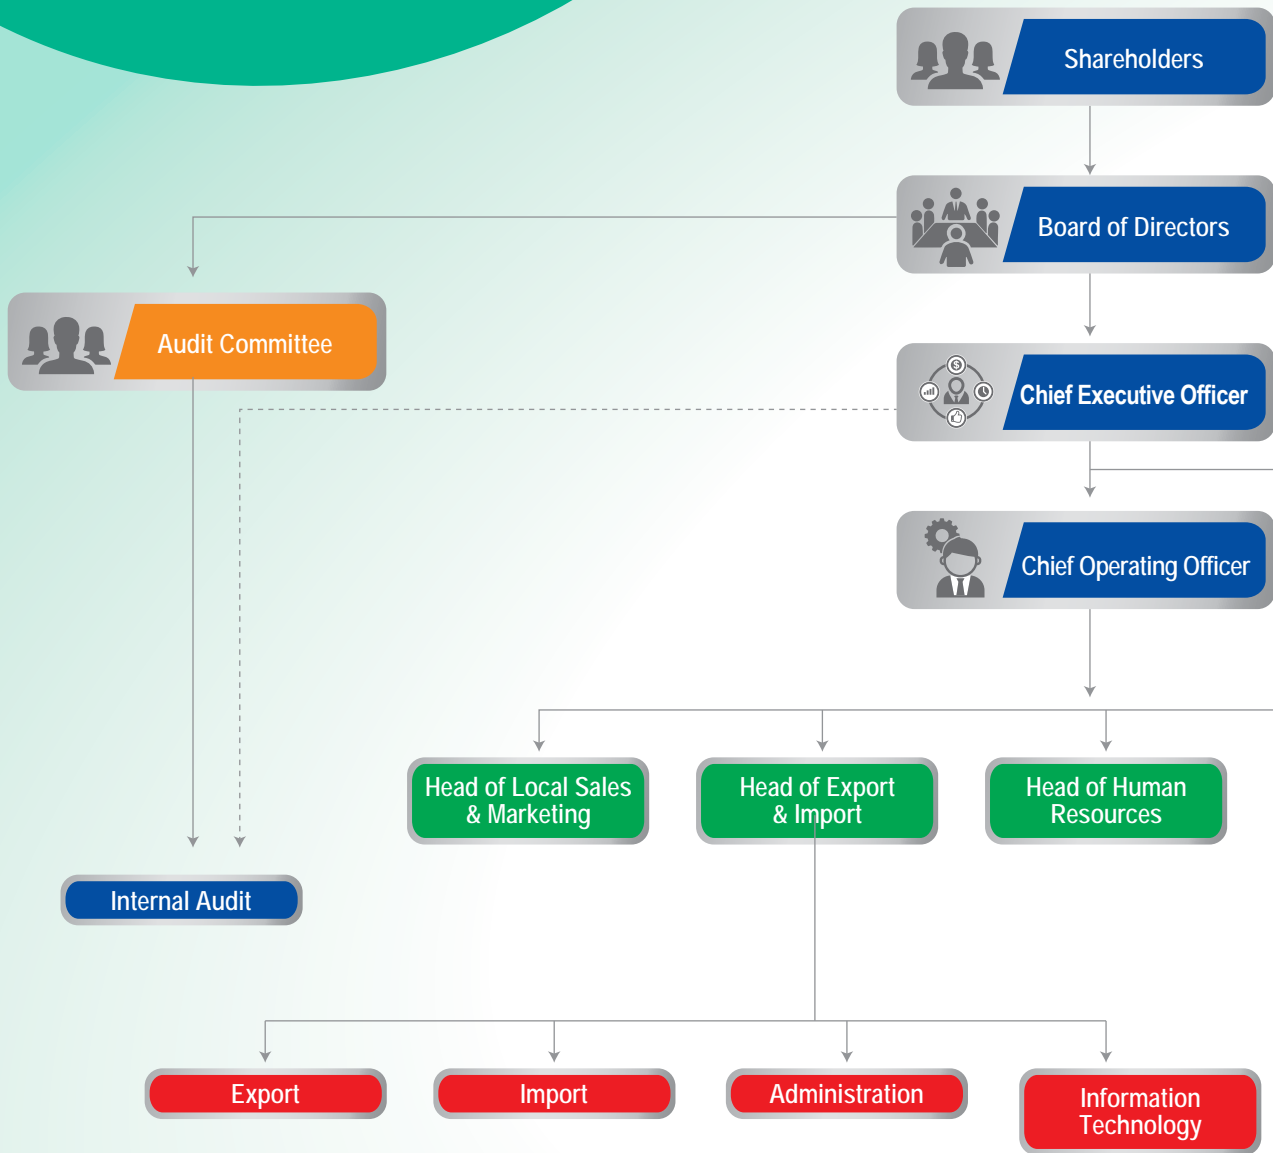 Shareholders
Board of Directors
Audit Committee
Chief Executive Officer
Chief Operating Officer
Head of Local Sales
& Marketing
Head of Export
& Import
Head of Human
Resources
Internal Audit
Export
Import
Administration
Information
Technology